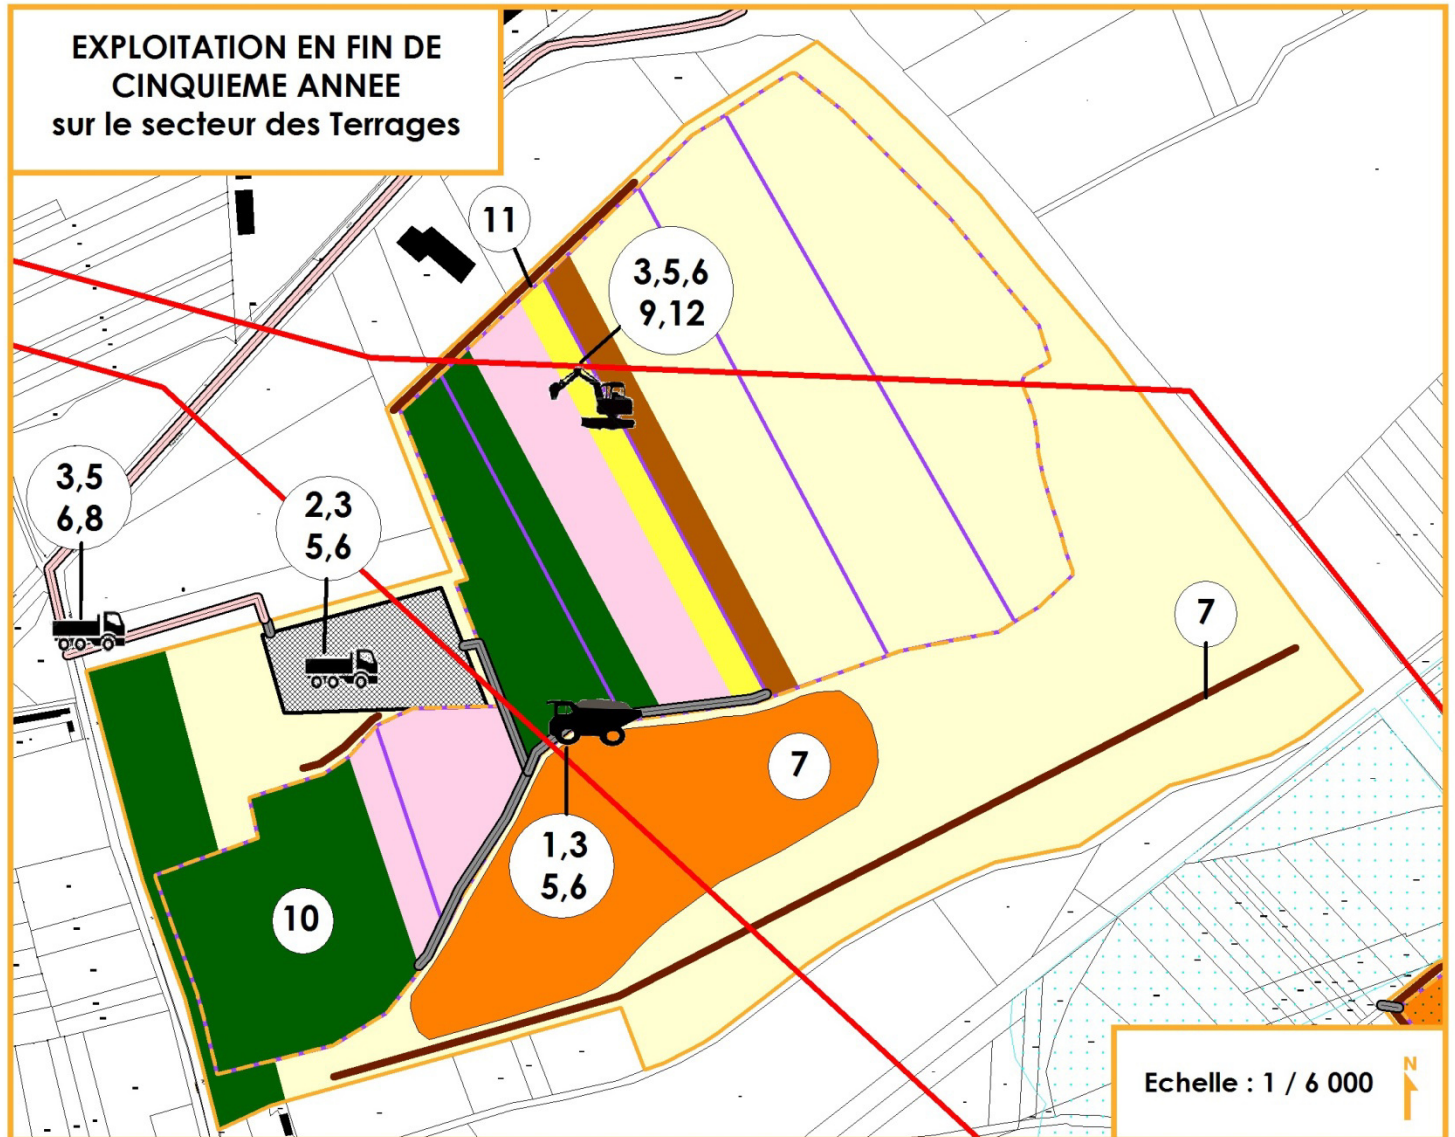 EXPLOITATION EN FIN DE
CINQUIEME ANNEE
sur le secteur des Terrages
11
3,5,6
9,12
3,5
6,8
2,3
5,6
7
7
1,3
5,6
10
Echelle : 1 / 6 000
N